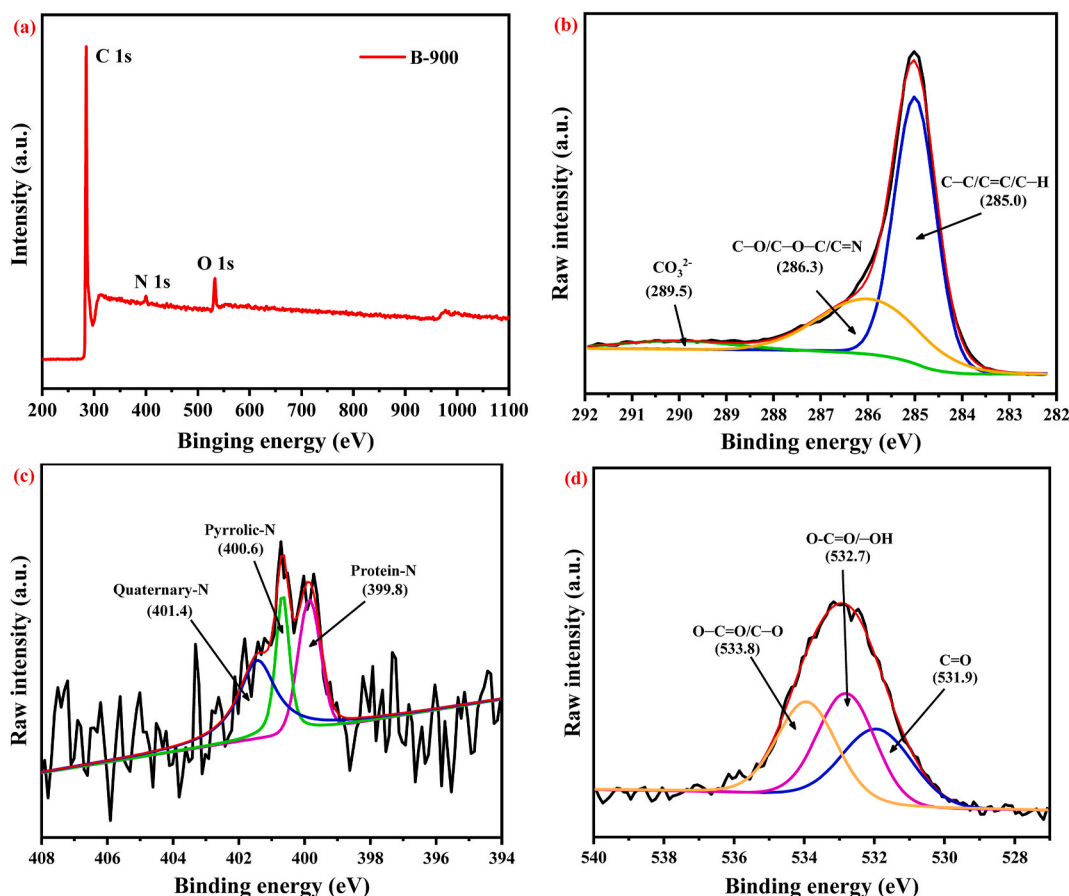 (a)
C 1s
B-900
N 1s
O 1s
Intensity (a.u.)
200 300 400 500 600 700 800 900 1000 1100
Binging energy (eV)
(b)
C─C/C=C/C─H
(285.0)
C─O/C─O─C/C=N
(286.3)
CO₃²⁻
(289.5)
Raw intensity (a.u.)
292 291 290 289 288 287 286 285 284 283 282
Binding energy (eV)
(c)
Pyrrolic-N
(400.6)
Protein-N
(399.8)
Quaternary-N
(401.4)
Raw intensity (a.u.)
408 406 404 402 400 398 396 394
Binding energy (eV)
(d)
O-C=O/─OH
(532.7)
O─C=O/C─O
(533.8)
C=O
(531.9)
Raw intensity (a.u.)
540 538 536 534 532 530 528
Binding energy (eV)